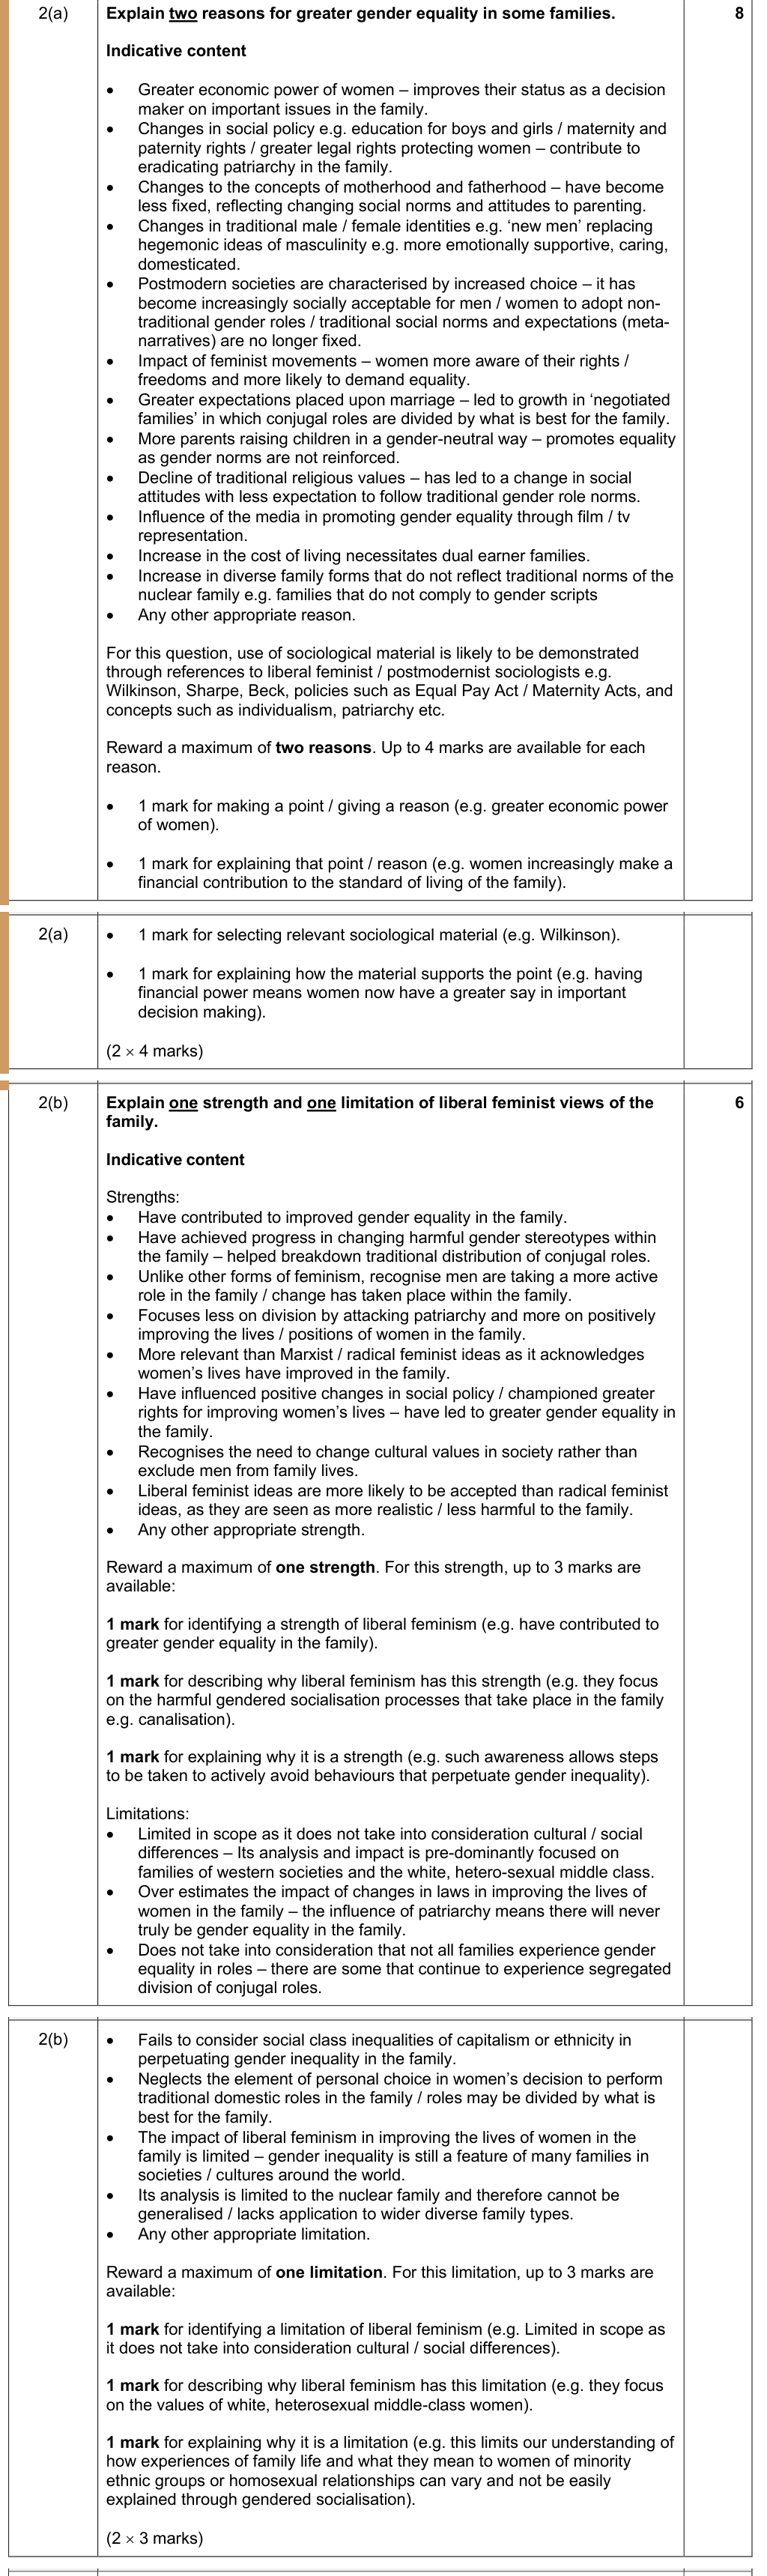 2(a) Explain two reasons for greater gender equality in some families. 8
Indicative content
• Greater economic power of women – improves their status as a decision
maker on important issues in the family.
• Changes in social policy e.g. education for boys and girls / maternity and
paternity rights / greater legal rights protecting women – contribute to
eradicating patriarchy in the family.
• Changes to the concepts of motherhood and fatherhood – have become
less fixed, reflecting changing social norms and attitudes to parenting.
• Changes in traditional male / female identities e.g. ‘new men’ replacing
hegemonic ideas of masculinity e.g. more emotionally supportive, caring,
domesticated.
• Postmodern societies are characterised by increased choice – it has
become increasingly socially acceptable for men / women to adopt non-
traditional gender roles / traditional social norms and expectations (meta-
narratives) are no longer fixed.
• Impact of feminist movements – women more aware of their rights /
freedoms and more likely to demand equality.
• Greater expectations placed upon marriage – led to growth in ‘negotiated
families’ in which conjugal roles are divided by what is best for the family.
• More parents raising children in a gender-neutral way – promotes equality
as gender norms are not reinforced.
• Decline of traditional religious values – has led to a change in social
attitudes with less expectation to follow traditional gender role norms.
• Influence of the media in promoting gender equality through film / tv
representation.
• Increase in the cost of living necessitates dual earner families.
• Increase in diverse family forms that do not reflect traditional norms of the
nuclear family e.g. families that do not comply to gender scripts
• Any other appropriate reason.
For this question, use of sociological material is likely to be demonstrated
through references to liberal feminist / postmodernist sociologists e.g.
Wilkinson, Sharpe, Beck, policies such as Equal Pay Act / Maternity Acts, and
concepts such as individualism, patriarchy etc.
Reward a maximum of two reasons. Up to 4 marks are available for each
reason.
• 1 mark for making a point / giving a reason (e.g. greater economic power
of women).
• 1 mark for explaining that point / reason (e.g. women increasingly make a
financial contribution to the standard of living of the family).
2(a) • 1 mark for selecting relevant sociological material (e.g. Wilkinson).
• 1 mark for explaining how the material supports the point (e.g. having
financial power means women now have a greater say in important
decision making).
(2 × 4 marks)
2(b) Explain one strength and one limitation of liberal feminist views of the 6
family.
Indicative content
Strengths:
• Have contributed to improved gender equality in the family.
• Have achieved progress in changing harmful gender stereotypes within
the family – helped breakdown traditional distribution of conjugal roles.
• Unlike other forms of feminism, recognise men are taking a more active
role in the family / change has taken place within the family.
• Focuses less on division by attacking patriarchy and more on positively
improving the lives / positions of women in the family.
• More relevant than Marxist / radical feminist ideas as it acknowledges
women’s lives have improved in the family.
• Have influenced positive changes in social policy / championed greater
rights for improving women’s lives – have led to greater gender equality in
the family.
• Recognises the need to change cultural values in society rather than
exclude men from family lives.
• Liberal feminist ideas are more likely to be accepted than radical feminist
ideas, as they are seen as more realistic / less harmful to the family.
• Any other appropriate strength.
Reward a maximum of one strength. For this strength, up to 3 marks are
available:
1 mark for identifying a strength of liberal feminism (e.g. have contributed to
greater gender equality in the family).
1 mark for describing why liberal feminism has this strength (e.g. they focus
on the harmful gendered socialisation processes that take place in the family
e.g. canalisation).
1 mark for explaining why it is a strength (e.g. such awareness allows steps
to be taken to actively avoid behaviours that perpetuate gender inequality).
Limitations:
• Limited in scope as it does not take into consideration cultural / social
differences – Its analysis and impact is pre-dominantly focused on
families of western societies and the white, hetero-sexual middle class.
• Over estimates the impact of changes in laws in improving the lives of
women in the family – the influence of patriarchy means there will never
truly be gender equality in the family.
• Does not take into consideration that not all families experience gender
equality in roles – there are some that continue to experience segregated
division of conjugal roles.
2(b) • Fails to consider social class inequalities of capitalism or ethnicity in
perpetuating gender inequality in the family.
• Neglects the element of personal choice in women’s decision to perform
traditional domestic roles in the family / roles may be divided by what is
best for the family.
• The impact of liberal feminism in improving the lives of women in the
family is limited – gender inequality is still a feature of many families in
societies / cultures around the world.
• Its analysis is limited to the nuclear family and therefore cannot be
generalised / lacks application to wider diverse family types.
• Any other appropriate limitation.
Reward a maximum of one limitation. For this limitation, up to 3 marks are
available:
1 mark for identifying a limitation of liberal feminism (e.g. Limited in scope as
it does not take into consideration cultural / social differences).
1 mark for describing why liberal feminism has this limitation (e.g. they focus
on the values of white, heterosexual middle-class women).
1 mark for explaining why it is a limitation (e.g. this limits our understanding of
how experiences of family life and what they mean to women of minority
ethnic groups or homosexual relationships can vary and not be easily
explained through gendered socialisation).
(2 × 3 marks)